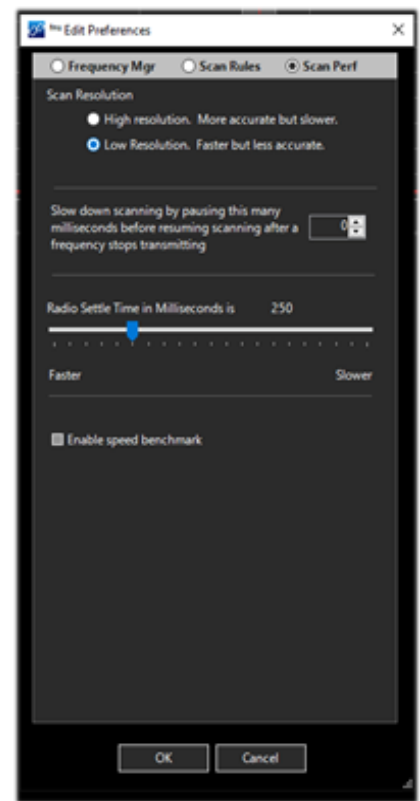 Edit Preferences
Frequency Mgr Scan Rules Scan Perf
Scan Resolution
High resolution. More accurate but slower.
Low Resolution. Faster but less accurate.
Slow down scanning by pausing this many
milliseconds before resuming scanning after a
frequency stops transmitting
0
Radio Settle Time in Milliseconds is 250
Faster Slower
Enable speed benchmark
OK Cancel